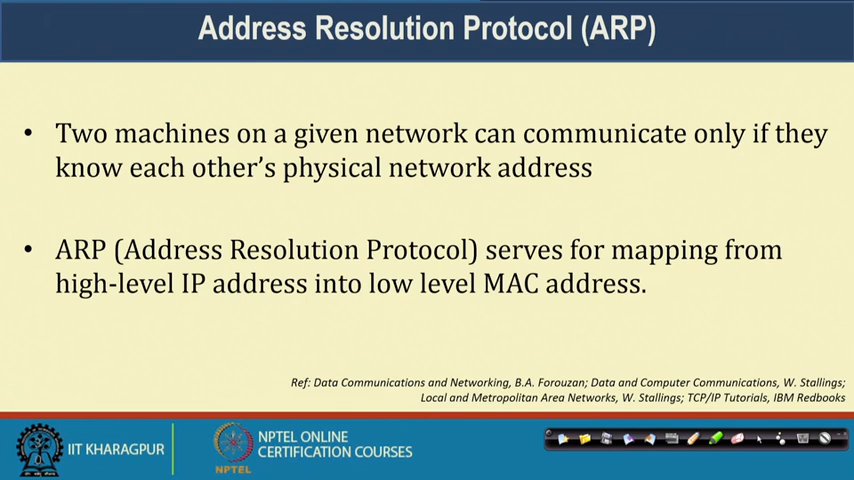 Address Resolution Protocol (ARP)
• Two machines on a given network can communicate only if they
know each other's physical network address
• ARP (Address Resolution Protocol) serves for mapping from
high-level IP address into low level MAC address.
Ref: Data Communications and Networking, B.A. Forouzan; Data and Computer Communications, W. Stallings;
Local and Metropolitan Area Networks, W. Stallings; TCP/IP Tutorials, IBM Redbooks
IIT KHARAGPUR
NPTEL
NPTEL ONLINE
CERTIFICATION COURSES